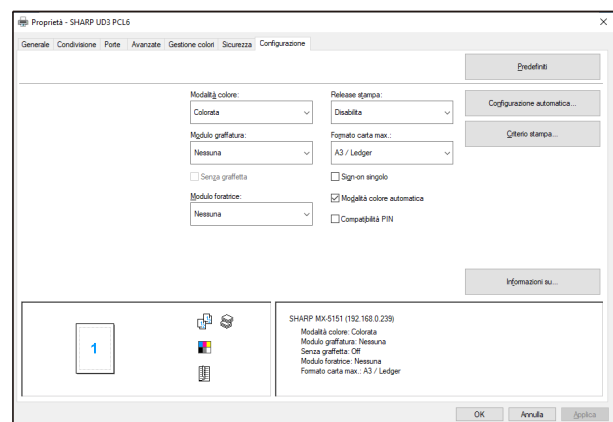 Proprietà - SHARP UD3 PCL6
Generale Condivisione Porte Avanzate Gestione colori Sicurezza Configurazione
Predefiniti
Modalità colore:
Colorata
Release stampa:
Disabilita
Configurazione automatica...
Modulo graffatura:
Nessuna
Formato carta max.:
A3 / Ledger
Criterio stampa...
Senza graffetta
Sign-on singolo
Modulo foratrice:
Nessuna
Modalità colore automatica
Compatibilità PIN
Informazioni su...
1
SHARP MX-5151 (192.168.0.239)
Modalità colore: Colorata
Modulo graffatura: Nessuna
Senza graffetta: Off
Modulo foratrice: Nessuna
Formato carta max.: A3 / Ledger
OK Annulla Applica